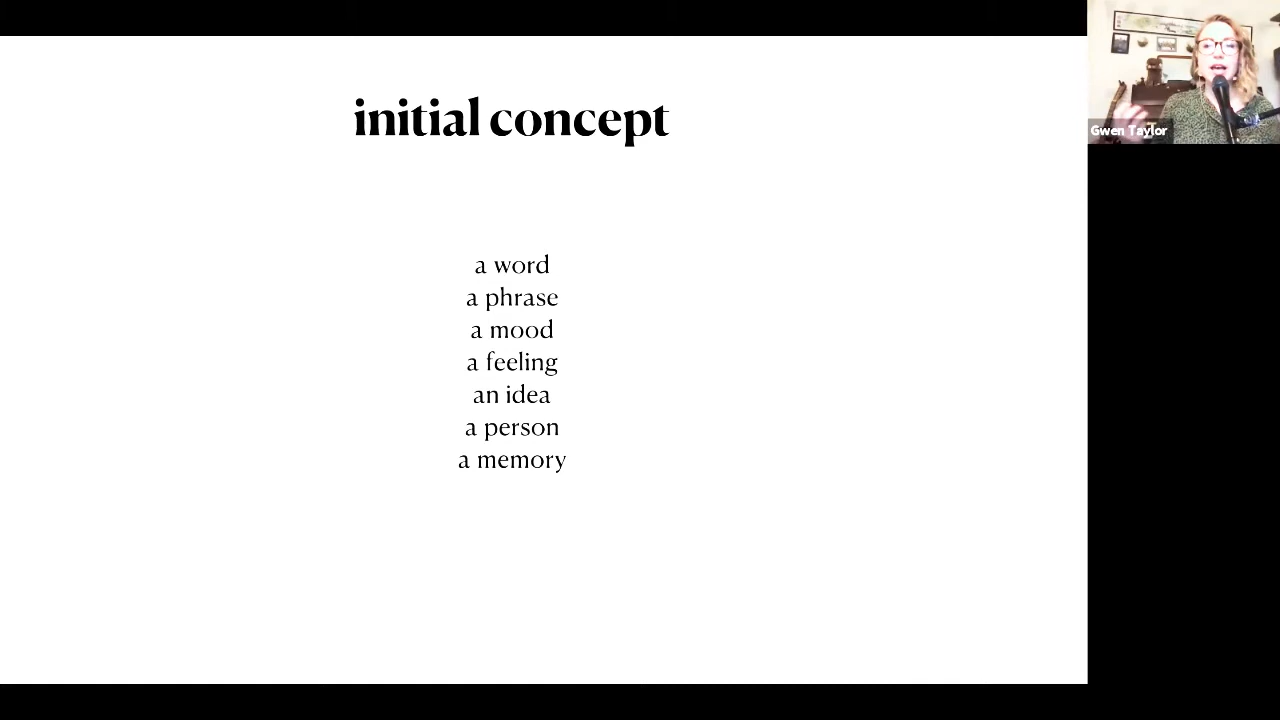 initial concept
a word
a phrase
a mood
a feeling
an idea
a person
a memory
Gwen Taylor